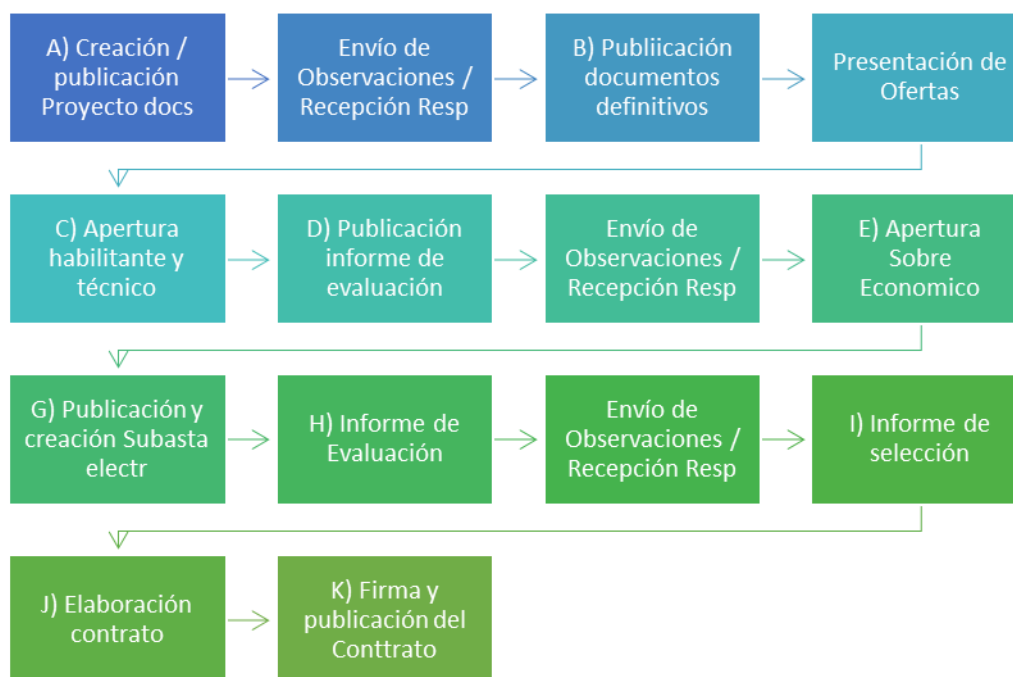 A) Creación /
publicación
Proyecto docs
Envío de
Observaciones /
Recepción Resp
B) Publiicación
documentos
definitivos
Presentación de
Ofertas
C) Apertura
habilitante y
técnico
D) Publicación
informe de
evaluación
Envío de
Observaciones /
Recepción Resp
E) Apertura
Sobre
Economico
G) Publicación y
creación Subasta
electr
H) Informe de
Evaluación
Envío de
Observaciones /
Recepción Resp
I) Informe de
selección
J) Elaboración
contrato
K) Firma y
publicación del
Conttrato